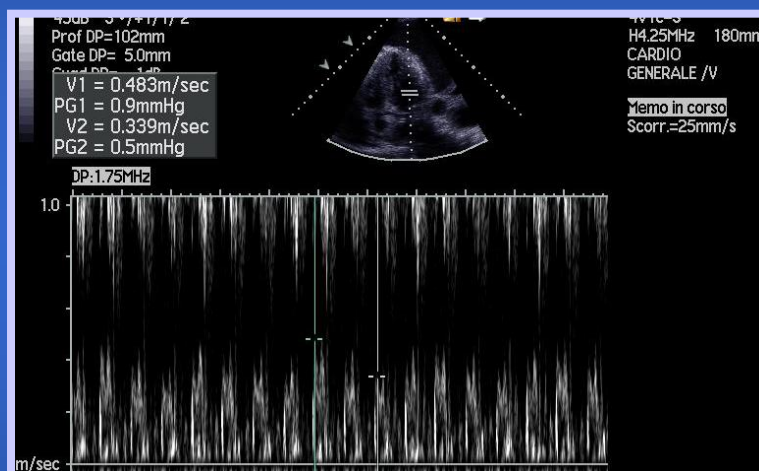 Prof DP=102mm
Gate DP= 5.0mm
V1 = 0.483m/sec
PG1 = 0.9mmHg
V2 = 0.339m/sec
PG2 = 0.5mmHg
H4.25MHz 180mm
CARDIO
GENERALE /V
Memo in corso
Scorr.=25mm/s
DP:1.75MHz
1.0
m/sec